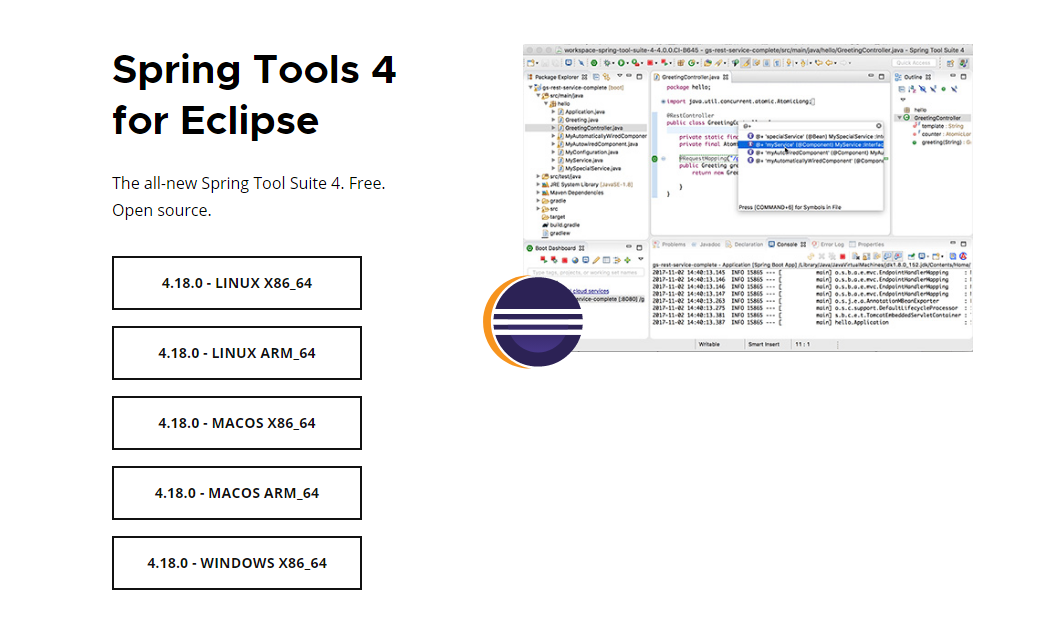 Spring Tools 4
for Eclipse
The all-new Spring Tool Suite 4. Free.
Open source.
4.18.0 - LINUX X86_64
4.18.0 - LINUX ARM_64
4.18.0 - MACOS X86_64
4.18.0 - MACOS ARM_64
4.18.0 - WINDOWS X86_64
workspace-spring-tool-suite-4-4.0.0.CI-B645 - gs-rest-service-complete/src/main/java/hello/GreetingController.java - Spring Tool Suite 4
Quick Access
Package Explorer
gs-rest-service-complete [boot]
src/main/java
hello
Application.java
Greeting.java
GreetingController.java
MyAutomaticallyWiredComponen
MyAutowiredComponent.java
MyConfiguration.java
MyService.java
MySpecialService.java
src/test/java
JRE System Library [JavaSE-1.8]
Maven Dependencies
gradle
src
target
build.gradle
gradlew
GreetingController.java
package hello;
import java.util.concurrent.atomic.AtomicLong;
@RestController
public class GreetingCont
private static fina
private final Atom
@RequestMapping("/g
public Greeting gre
return new Gree
}
}
@+
@+ 'specialService' (@Bean) MySpecialService
@+ 'myService' (@Component) MyService
@+ 'myAutowiredComponent' (@Component) MyAu
@+ 'myAutomaticallyWiredComponent' (@Compone
Press [COMMAND+6] for Symbols in File
Outline
hello
GreetingController
template : String
counter : AtomicLon
greeting(String) : G
Boot Dashboard
Type tags, projects, or working set names
cloud services
service-complete [:8080] /g
Problems
Javadoc
Declaration
Console
Error Log
Properties
gs-rest-service-complete - Application [Spring Boot App] /Library/Java/JavaVirtualMachines/jdk1.8.0_152.jdk/Contents/Home/
2017-11-02 14:40:13.145 INFO 15865 --- [ main] o.s.b.a.e.mvc.EndpointHandlerMapping :
2017-11-02 14:40:13.146 INFO 15865 --- [ main] o.s.b.a.e.mvc.EndpointHandlerMapping :
2017-11-02 14:40:13.146 INFO 15865 --- [ main] o.s.b.a.e.mvc.EndpointHandlerMapping :
2017-11-02 14:40:13.147 INFO 15865 --- [ main] o.s.b.a.e.mvc.EndpointHandlerMapping :
2017-11-02 14:40:13.263 INFO 15865 --- [ main] o.s.j.e.a.AnnotationMBeanExporter :
2017-11-02 14:40:13.275 INFO 15865 --- [ main] o.s.c.support.DefaultLifecycleProcessor :
2017-11-02 14:40:13.381 INFO 15865 --- [ main] s.b.c.e.t.TomcatEmbeddedServletContainer :
2017-11-02 14:40:13.387 INFO 15865 --- [ main] hello.Application :
Writable
Smart Insert
11 : 1